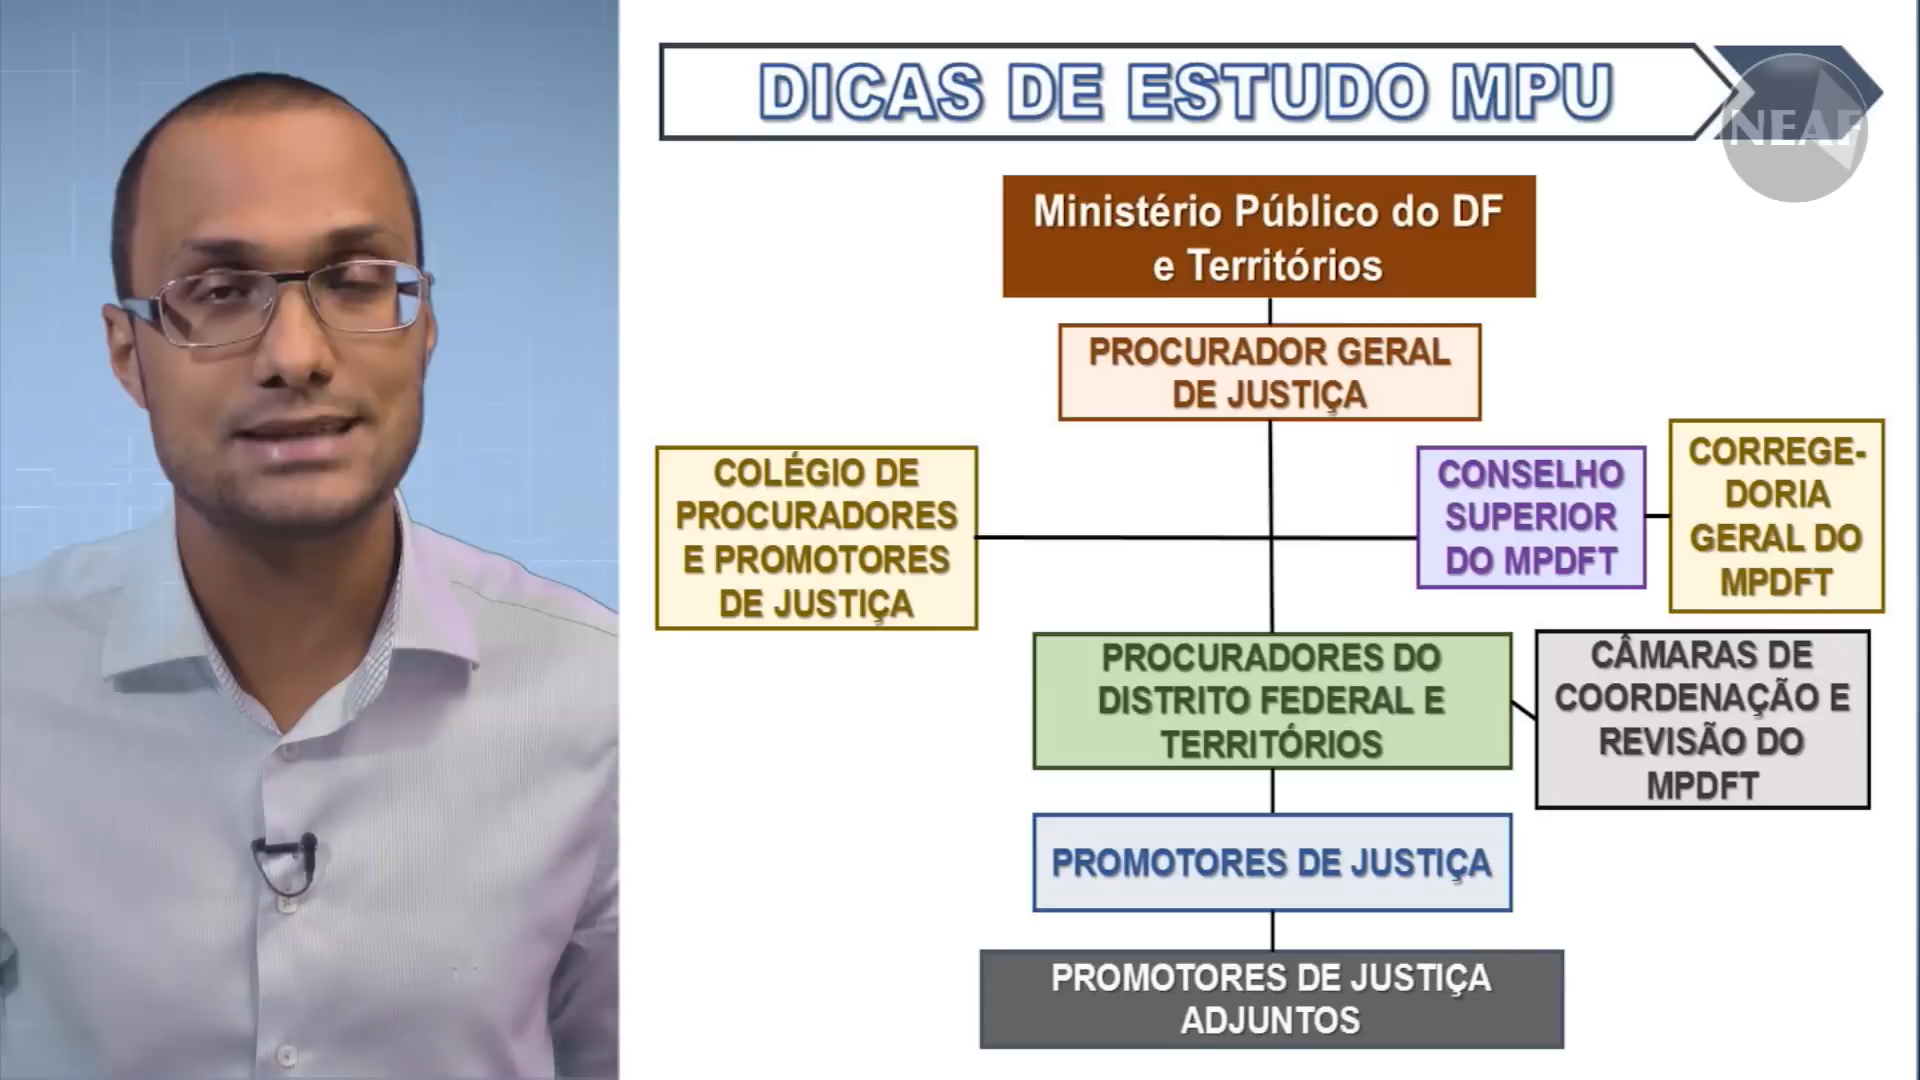 DICAS DE ESTUDO MPU
NEAF
Ministério Público do DF
e Territórios
PROCURADOR GERAL
DE JUSTIÇA
COLÉGIO DE
PROCURADORES
E PROMOTORES
DE JUSTIÇA
CONSELHO
SUPERIOR
DO MPDFT
CORREGE-
DORIA
GERAL DO
MPDFT
PROCURADORES DO
DISTRITO FEDERAL E
TERRITÓRIOS
CÂMARAS DE
COORDENAÇÃO E
REVISÃO DO
MPDFT
PROMOTORES DE JUSTIÇA
PROMOTORES DE JUSTIÇA
ADJUNTOS